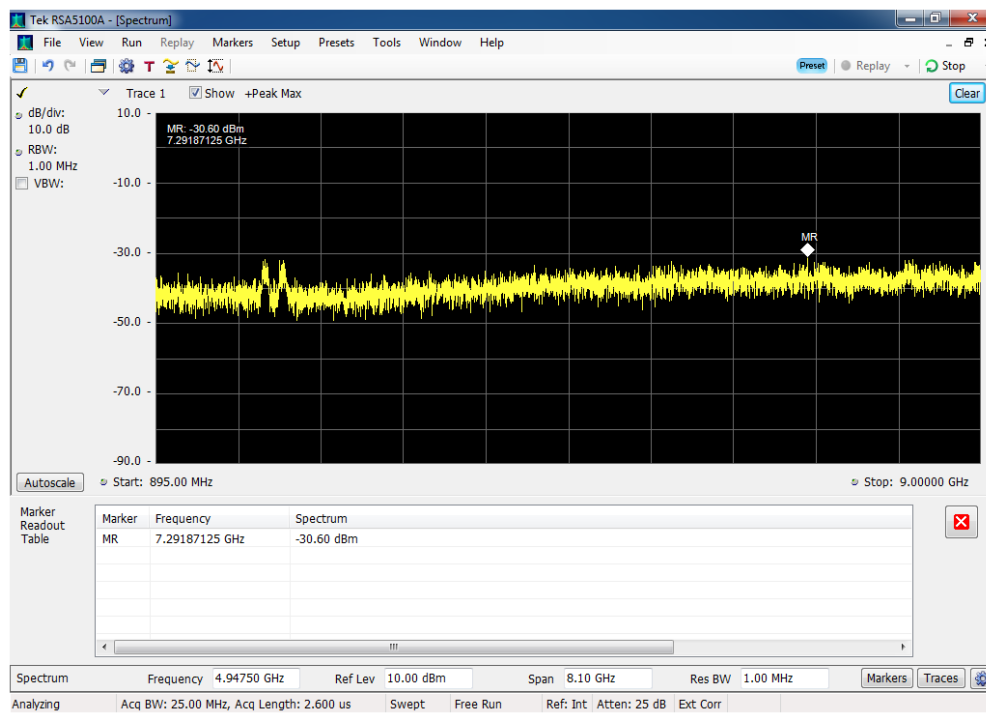 Tek RSA5100A - [Spectrum]
File View Run Replay Markers Setup Presets Tools Window Help
T Preset Replay Stop
Trace 1 Show +Peak Max Clear
dB/div:
10.0 dB
RBW:
1.00 MHz
VBW:
10.0 -
-10.0 -
-30.0 -
-50.0 -
-70.0 -
-90.0 -
MR: -30.60 dBm
7.29187125 GHz
MR
Autoscale Start: 895.00 MHz Stop: 9.00000 GHz
Marker
Readout
Table
Marker Frequency Spectrum
MR 7.29187125 GHz -30.60 dBm
Spectrum Frequency 4.94750 GHz Ref Lev 10.00 dBm Span 8.10 GHz Res BW 1.00 MHz Markers Traces
Analyzing Acq BW: 25.00 MHz, Acq Length: 2.600 us Swept Free Run Ref: Int Atten: 25 dB Ext Corr